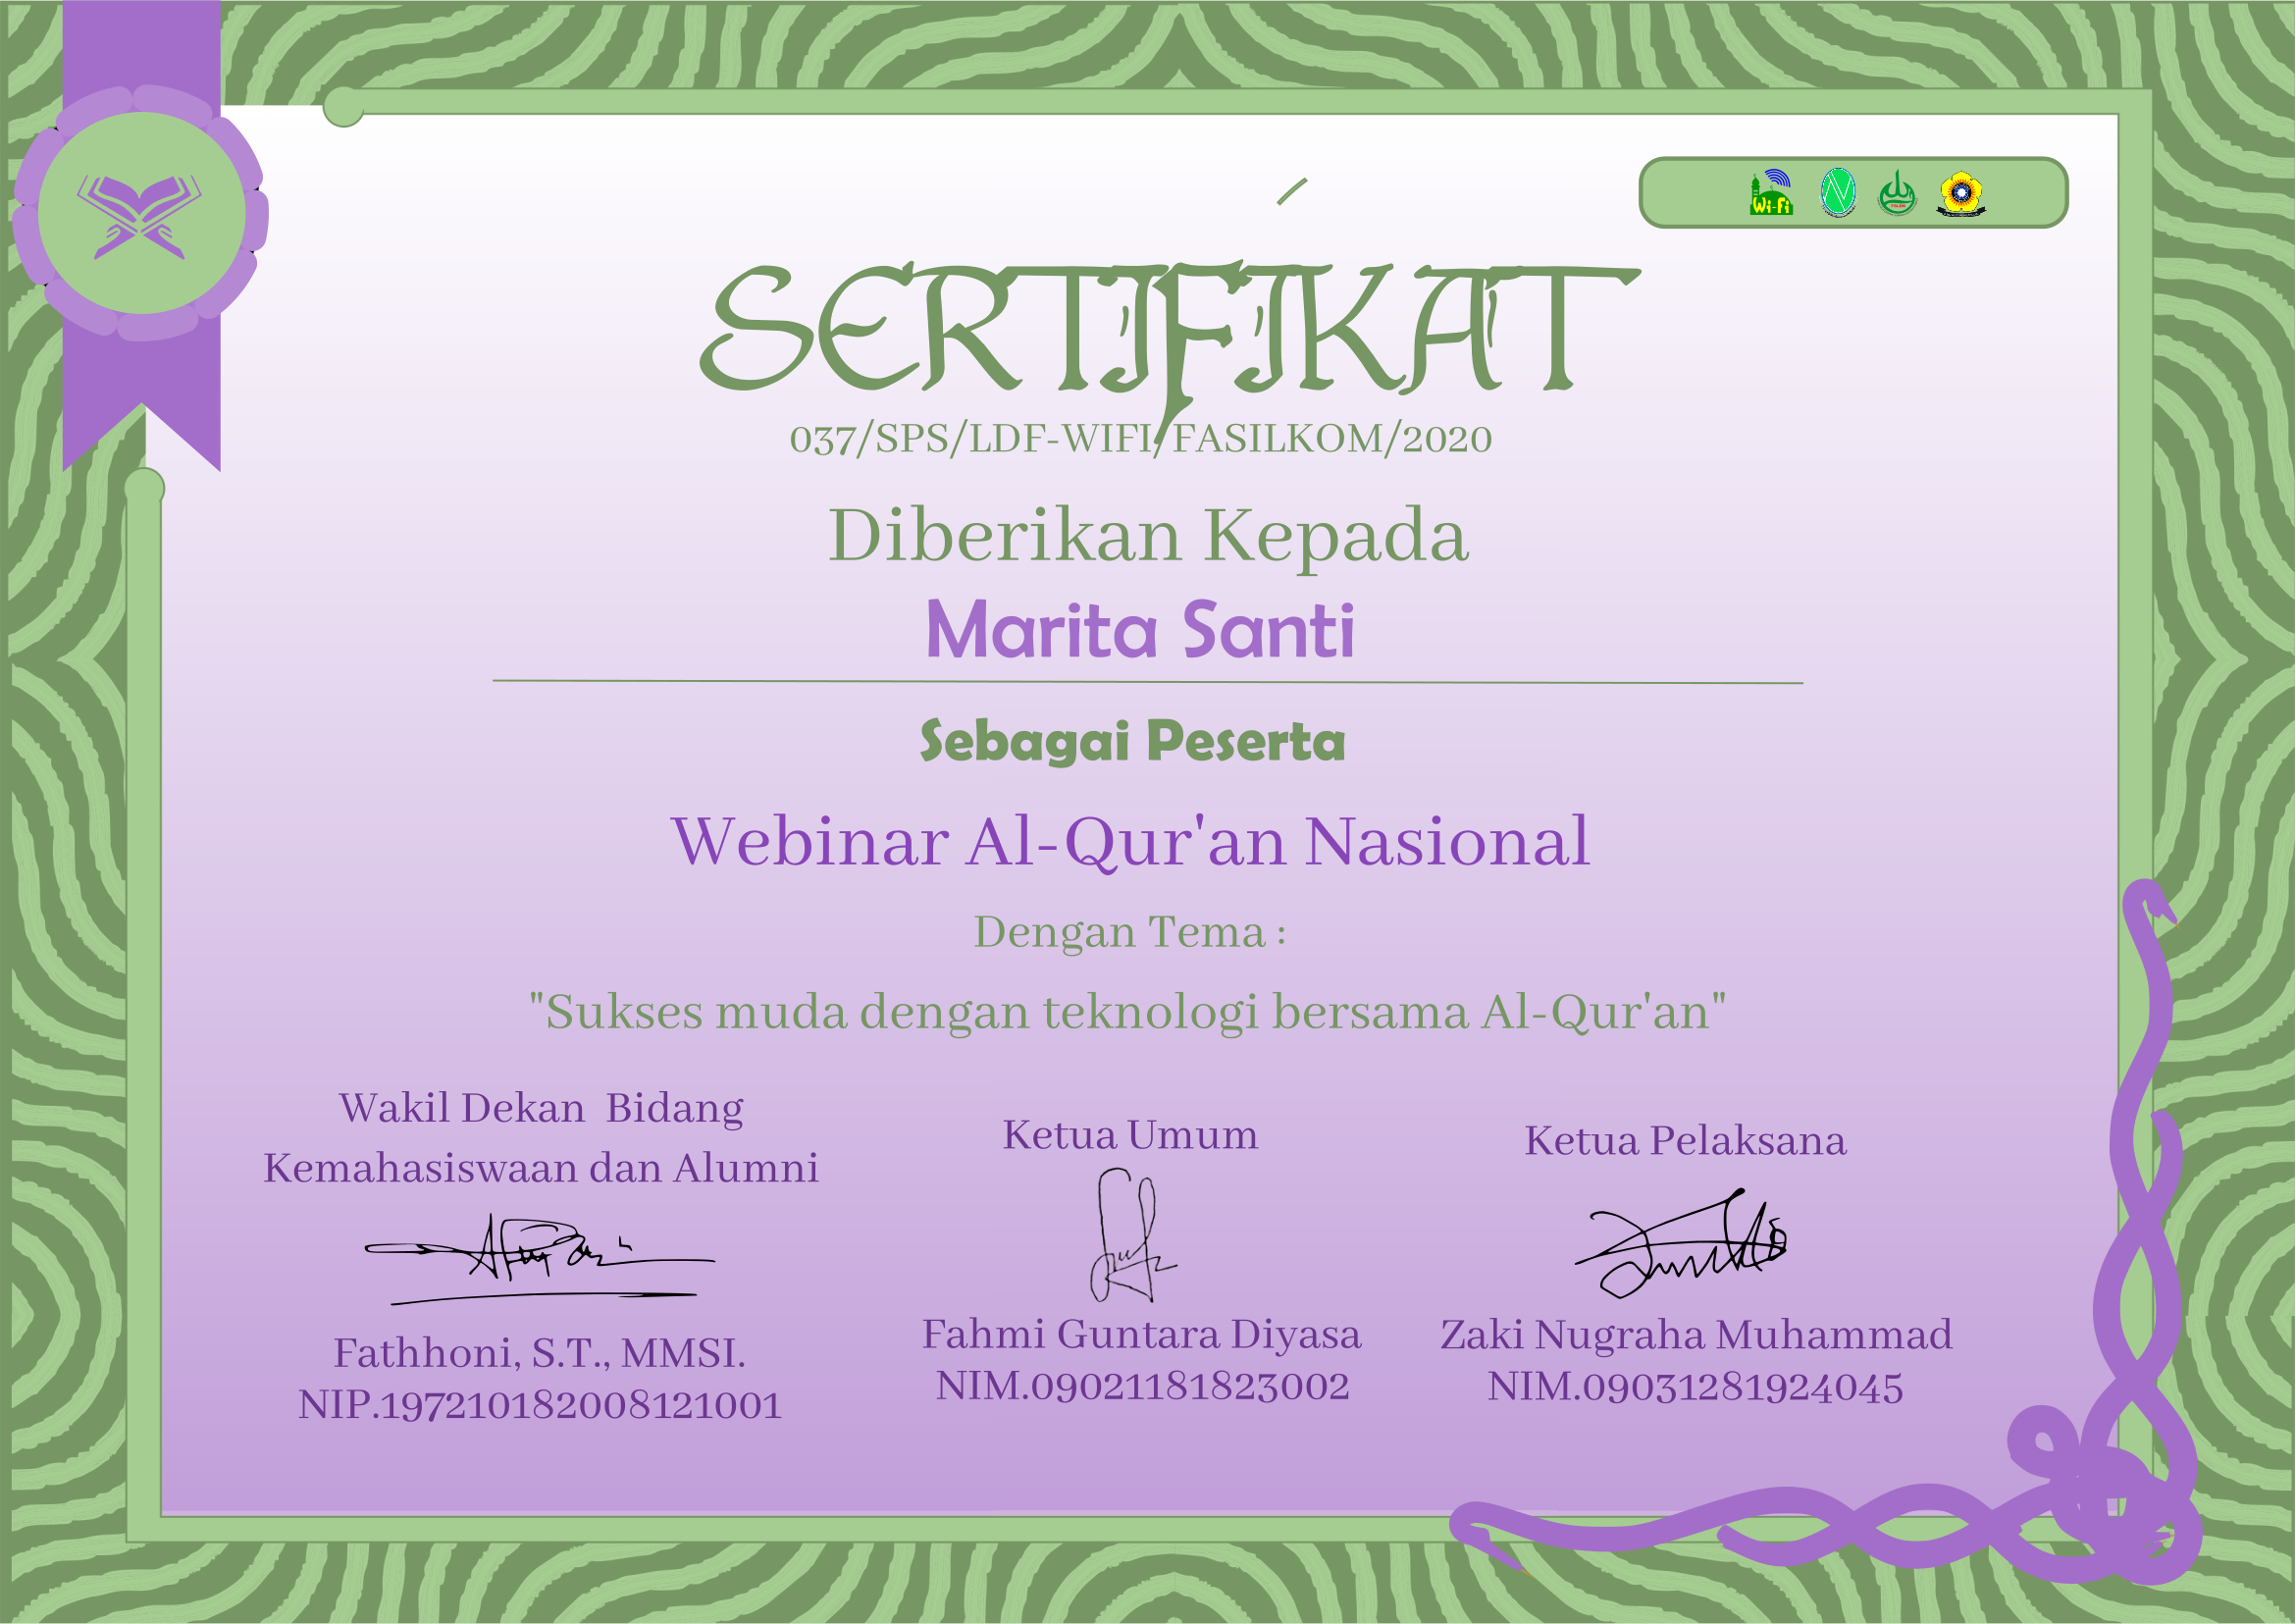 Wi-Fi
SERTIFIKAT
037/SPS/LDF-WIFI/FASILKOM/2020
Diberikan Kepada
Marita Santi
Sebagai Peserta
Webinar Al-Qur'an Nasional
Dengan Tema :
"Sukses muda dengan teknologi bersama Al-Qur'an"
Wakil Dekan Bidang
Kemahasiswaan dan Alumni
Fathhoni, S.T., MMSI.
NIP.197210182008121001
Ketua Umum
Fahmi Guntara Diyasa
NIM.09021181823002
Ketua Pelaksana
Zaki Nugraha Muhammad
NIM.09031281924045